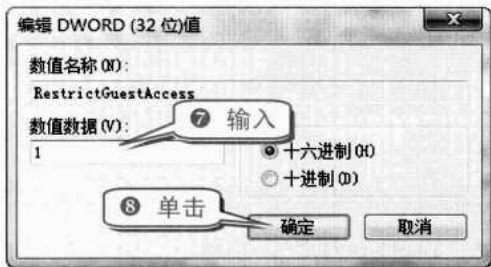 编辑 DWORD (32 位)值
数值名称(N):
RestrictGuestAccess
数值数据(V):
❼ 输入
1
十六进制(H)
十进制(D)
❽ 单击
确定
取消